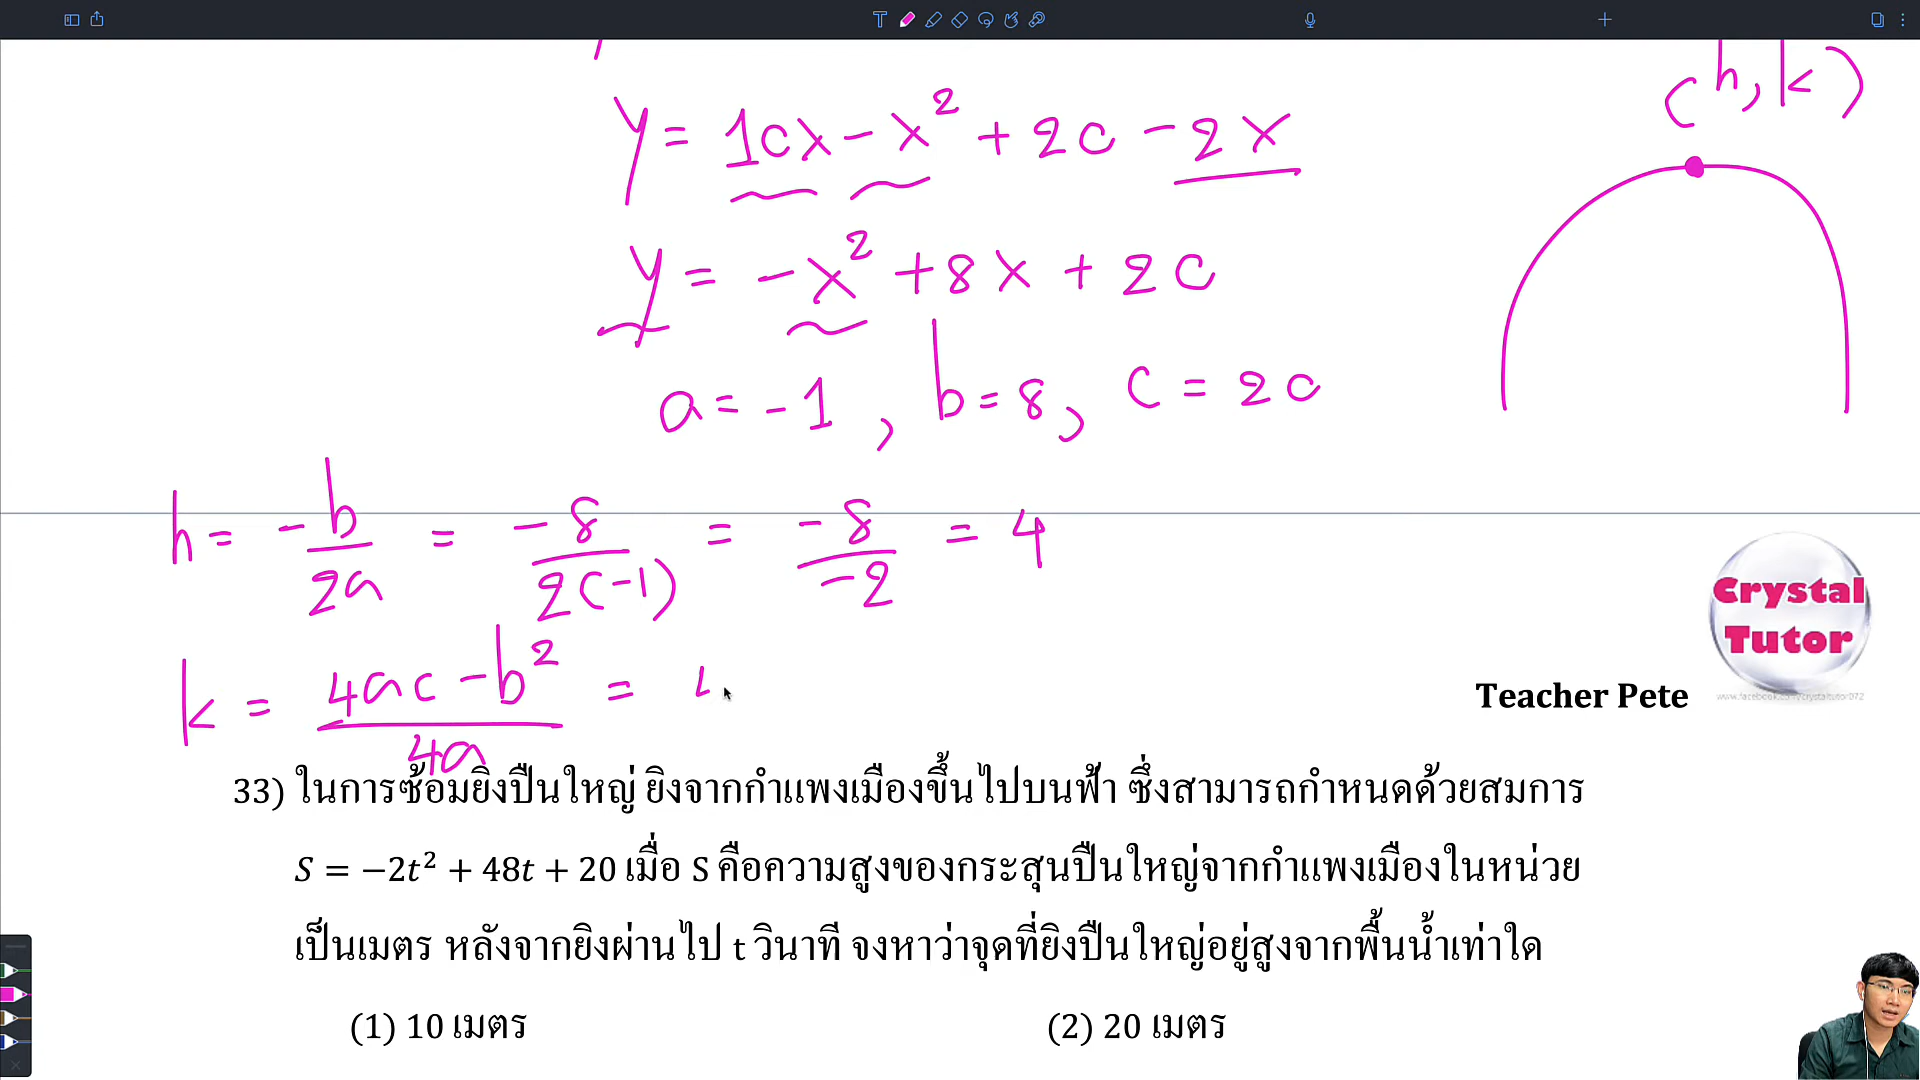 (h, k)
y = 10x - x² + 20 - 2x
y = -x² + 8x + 20
a = -1 , b = 8 , c = 20
h = -b/2a = -8/2(-1) = -8/-2 = 4
k = 4ac - b²/4a =
Crystal
Tutor
Teacher Pete
www.facebook.com/crystaltutor972
33) ในการซ้อมยิงปืนใหญ่ ยิงจากกำแพงเมืองขึ้นไปบนฟ้า ซึ่งสามารถกำหนดด้วยสมการ
S = −2t² + 48t + 20 เมื่อ S คือความสูงของกระสุนปืนใหญ่จากกำแพงเมืองในหน่วย
เป็นเมตร หลังจากยิงผ่านไป t วินาที จงหาว่าจุดที่ยิงปืนใหญ่อยู่สูงจากพื้นน้ำเท่าใด
(1) 10 เมตร (2) 20 เมตร